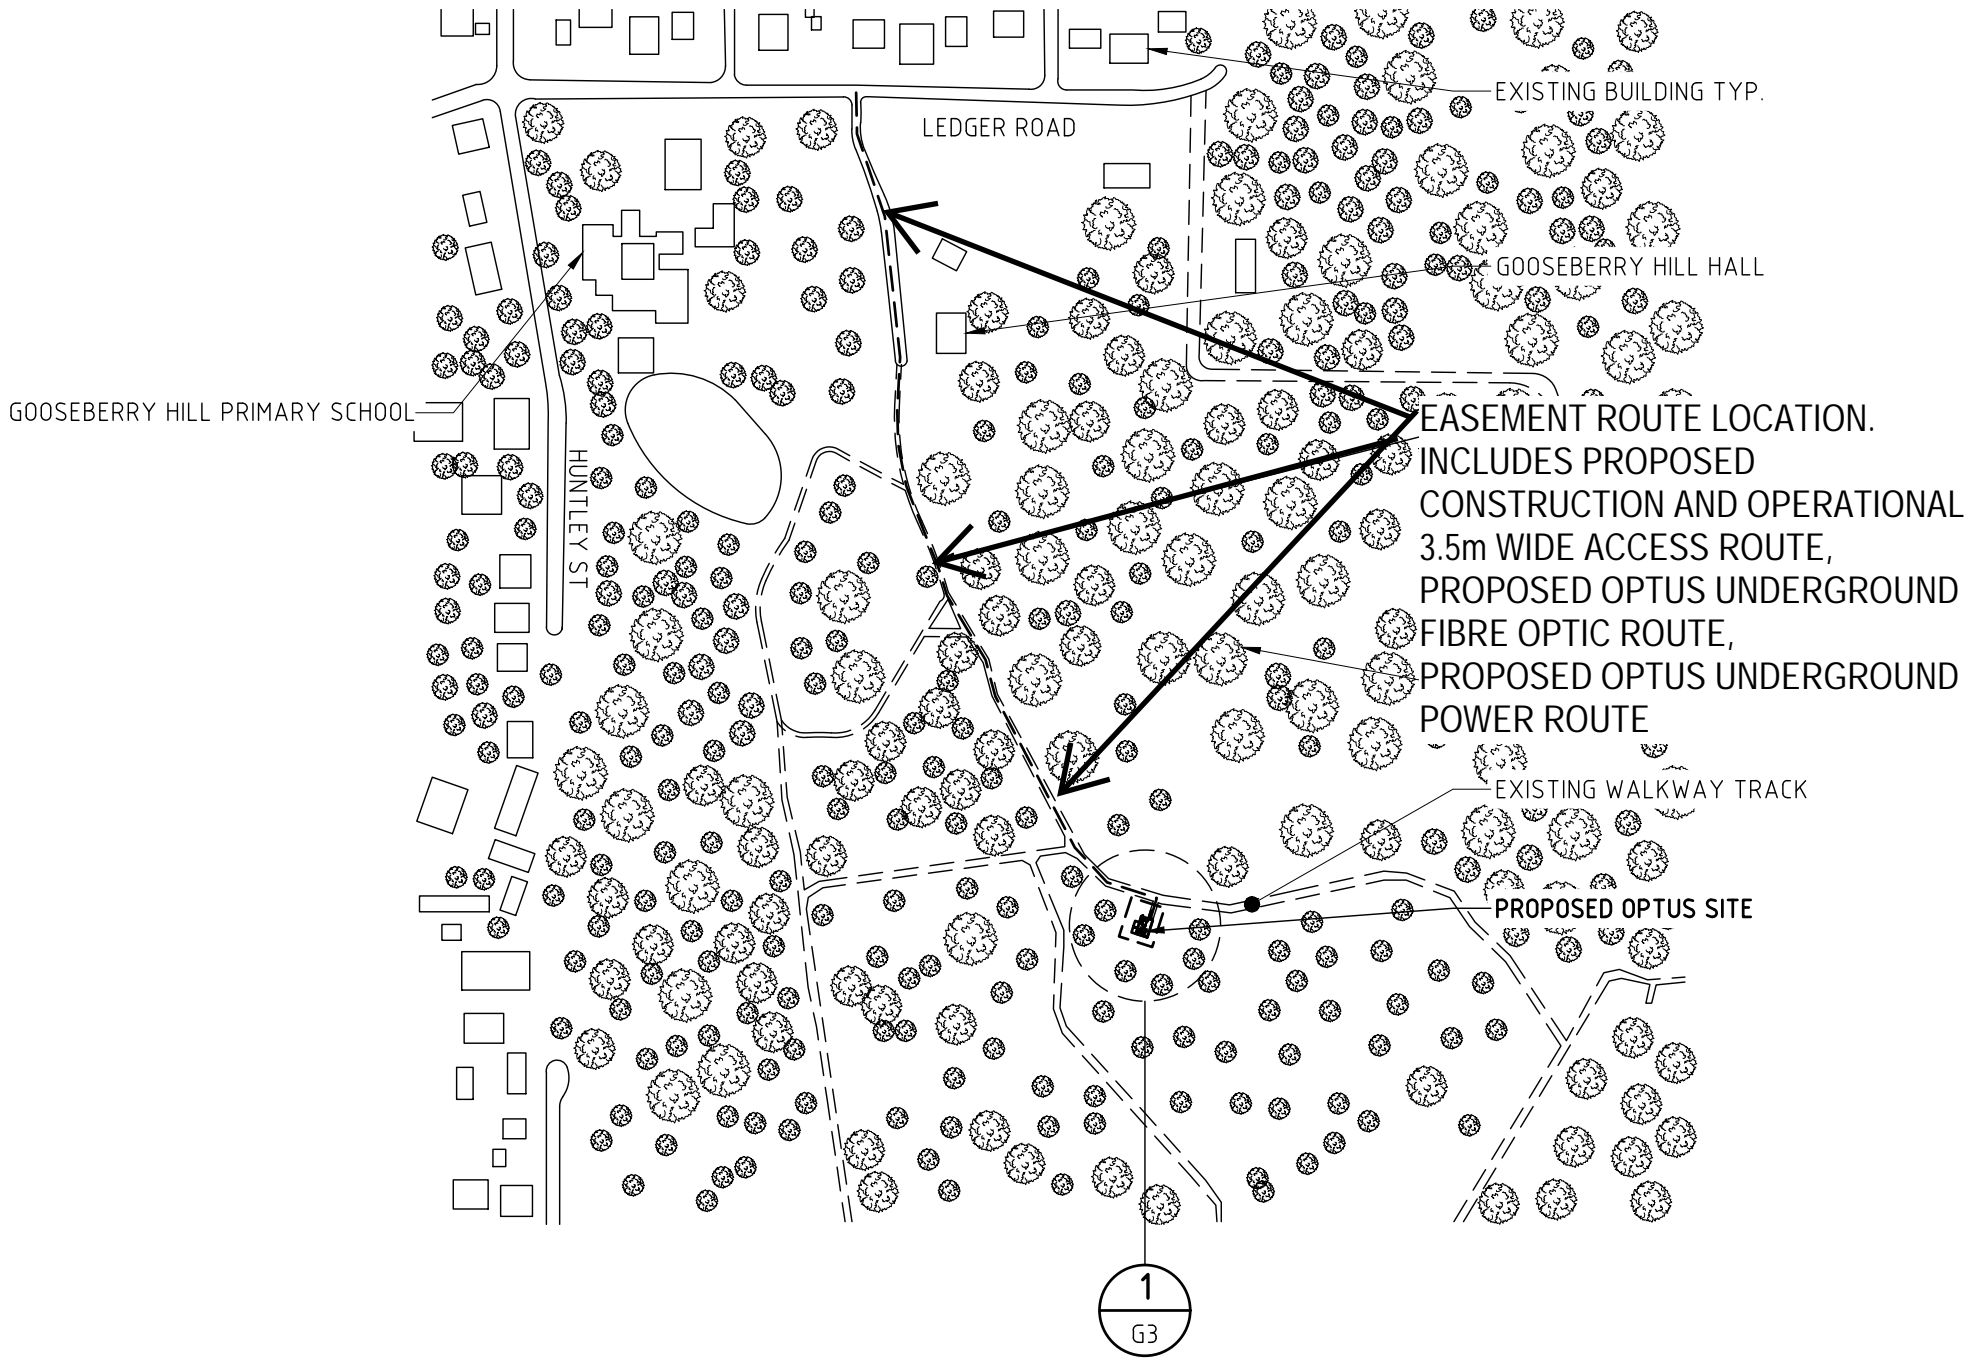 EXISTING BUILDING TYP.
LEDGER ROAD
GOOSEBERRY HILL HALL
GOOSEBERRY HILL PRIMARY SCHOOL
HUNTLEY ST
EASEMENT ROUTE LOCATION.
INCLUDES PROPOSED
CONSTRUCTION AND OPERATIONAL
3.5m WIDE ACCESS ROUTE,
PROPOSED OPTUS UNDERGROUND
FIBRE OPTIC ROUTE,
PROPOSED OPTUS UNDERGROUND
POWER ROUTE
EXISTING WALKWAY TRACK
PROPOSED OPTUS SITE
1
G3